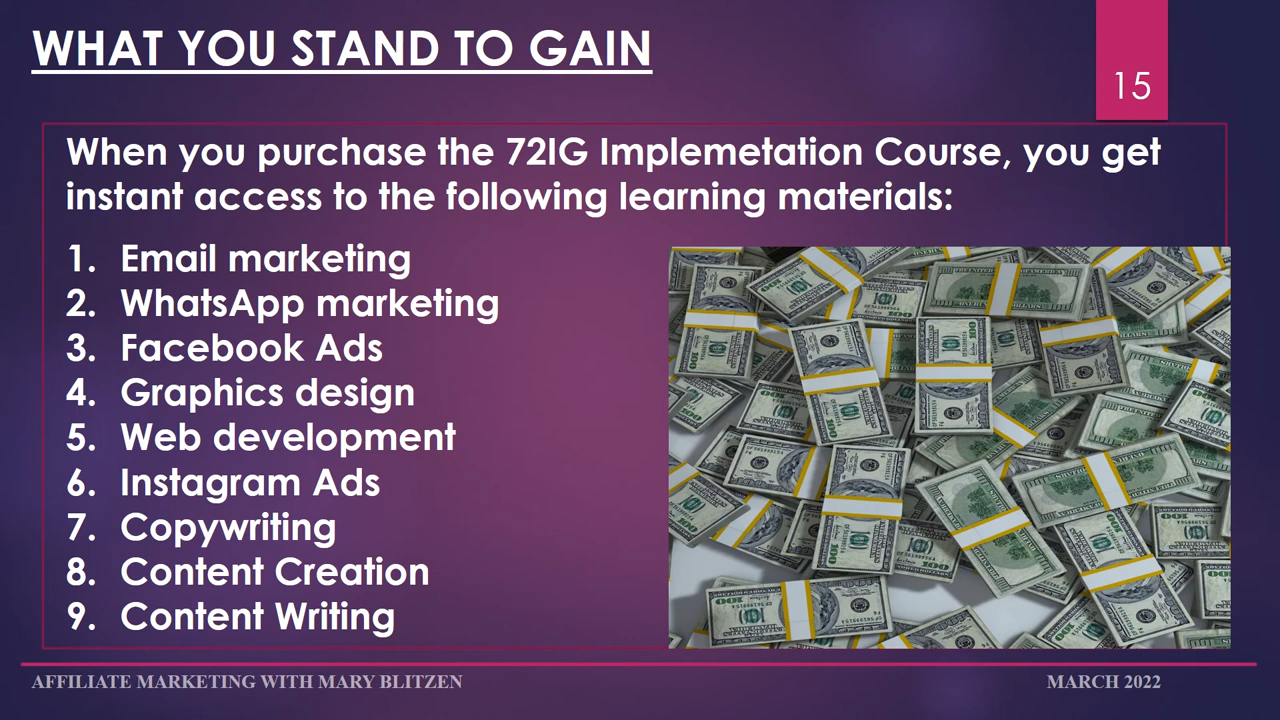 WHAT YOU STAND TO GAIN
15
When you purchase the 72IG Implemetation Course, you get
instant access to the following learning materials:
1. Email marketing
2. WhatsApp marketing
3. Facebook Ads
4. Graphics design
5. Web development
6. Instagram Ads
7. Copywriting
8. Content Creation
9. Content Writing
AFFILIATE MARKETING WITH MARY BLITZEN
MARCH 2022